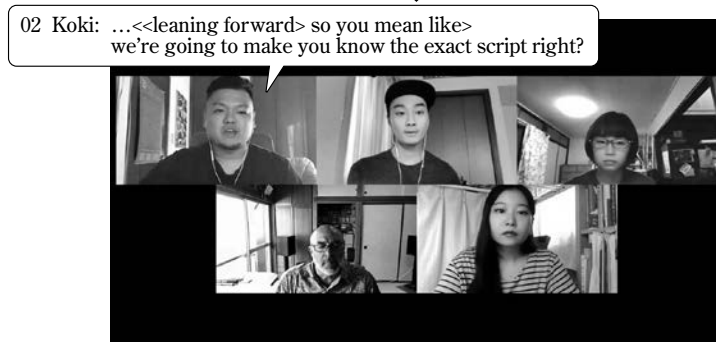 02 Koki: …<<leaning forward> so you mean like>
we’re going to make you know the exact script right?